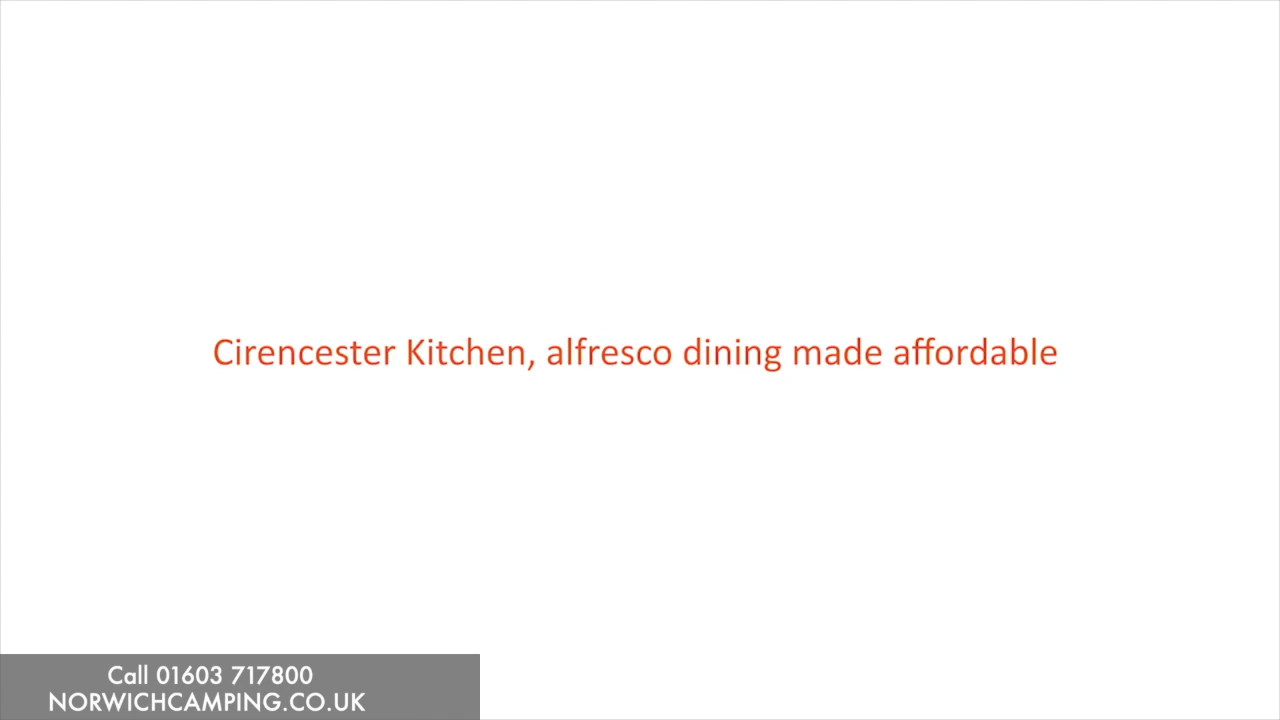 Cirencester Kitchen, alfresco dining made affordable
Call 01603 717800
NORWICHCAMPING.CO.UK